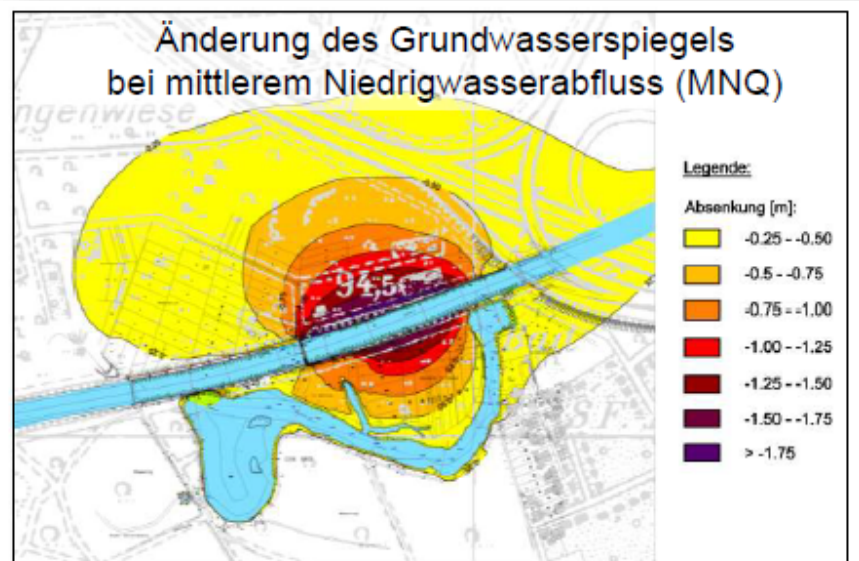 Änderung des Grundwasserspiegels
bei mittlerem Niedrigwasserabfluss (MNQ)
ngenwiese
94,5
Legende:
Absenkung [m]:
-0.25 - -0.50
-0.5 - -0.75
-0.75 - -1.00
-1.00 - -1.25
-1.25 - -1.50
-1.50 - -1.75
> -1.75